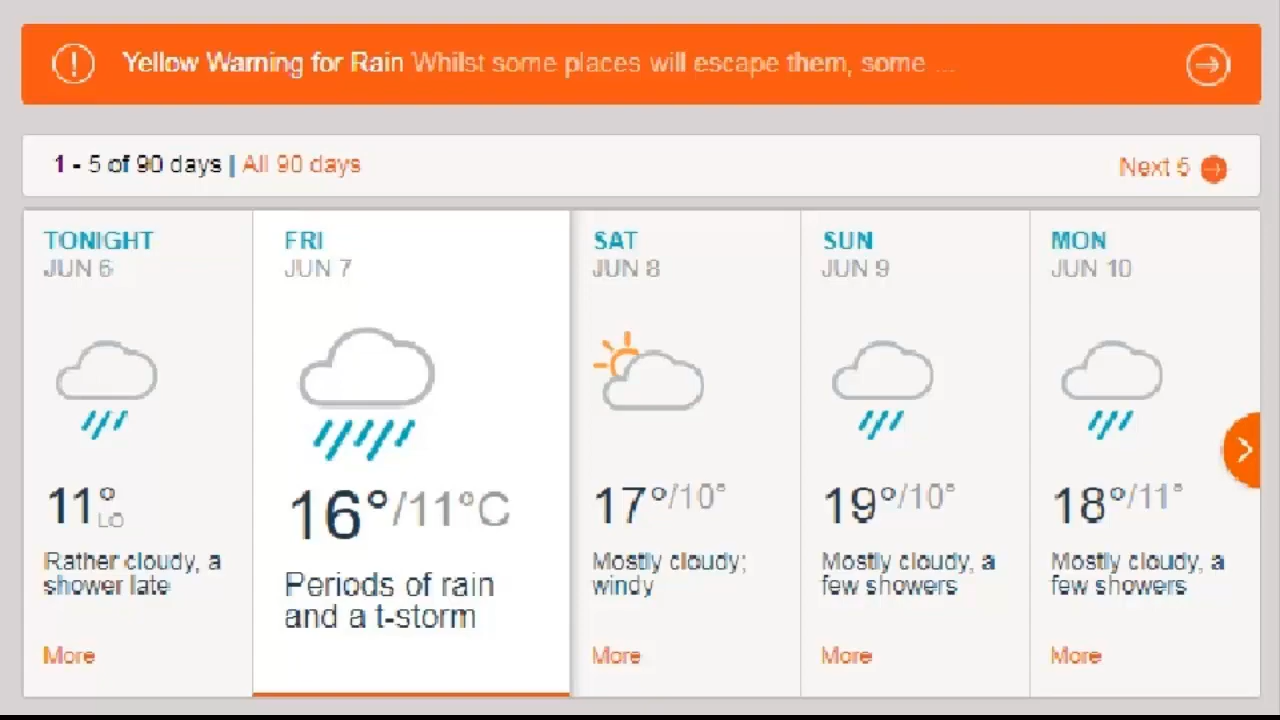 Yellow Warning for Rain Whilst some places will escape them, some ...
1 - 5 of 90 days | All 90 days
Next 5
TONIGHT
JUN 6
11°
LO
Rather cloudy, a
shower late
More
FRI
JUN 7
16°/11°C
Periods of rain
and a t-storm
SAT
JUN 8
17°/10°
Mostly cloudy;
windy
More
SUN
JUN 9
19°/10°
Mostly cloudy, a
few showers
More
MON
JUN 10
18°/11°
Mostly cloudy, a
few showers
More